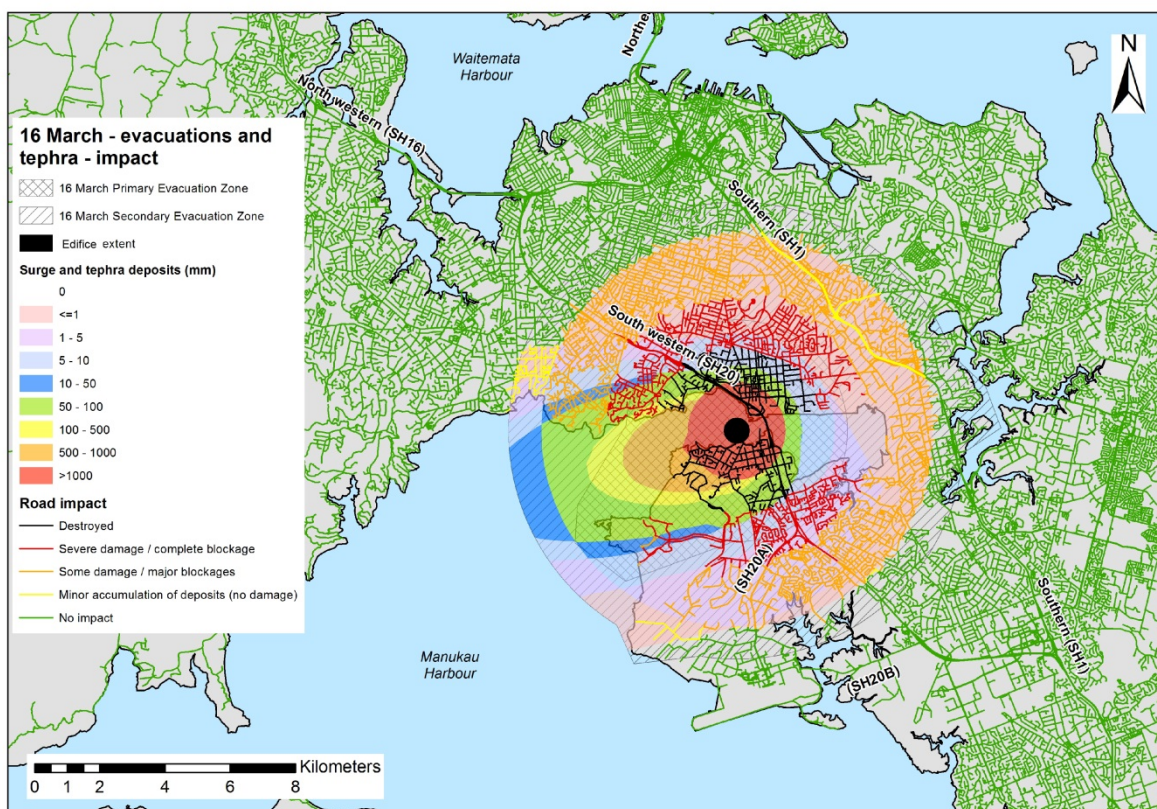 Waitemata
Harbour
Northe
N
North western (SH16)
16 March - evacuations and
tephra - impact
16 March Primary Evacuation Zone
16 March Secondary Evacuation Zone
Edifice extent
Surge and tephra deposits (mm)
0
<=1
1 - 5
5 - 10
10 - 50
50 - 100
100 - 500
500 - 1000
>1000
Road impact
Destroyed
Severe damage / complete blockage
Some damage / major blockages
Minor accumulation of deposits (no damage)
No impact
Southern (SH1)
South western (SH20)
(SH20A)
Southern (SH1)
(SH20B)
Manukau
Harbour
Kilometers
0 1 2 4 6 8